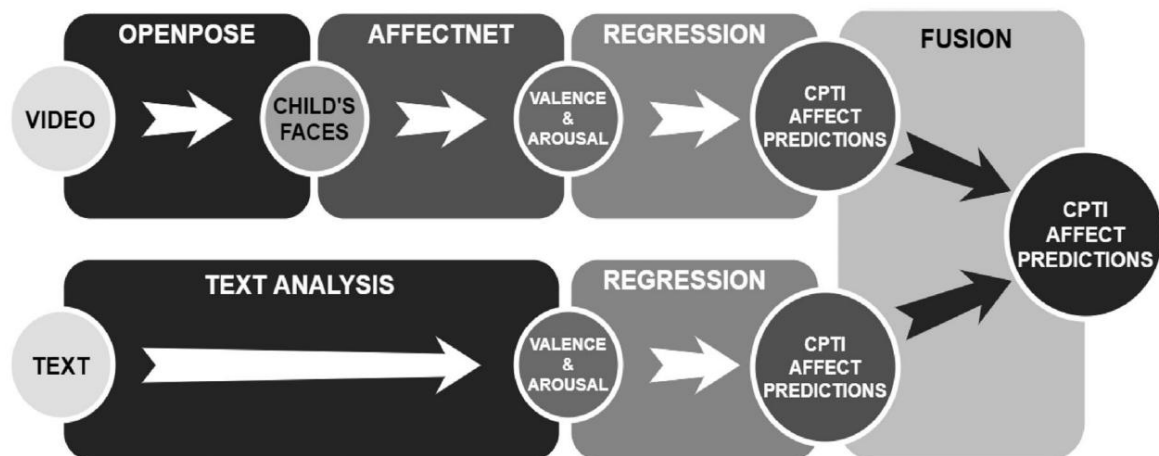 OPENPOSE
AFFECTNET
REGRESSION
FUSION
VIDEO
CHILD'S
FACES
VALENCE
&
AROUSAL
CPTI
AFFECT
PREDICTIONS
CPTI
AFFECT
PREDICTIONS
TEXT ANALYSIS
REGRESSION
TEXT
VALENCE
&
AROUSAL
CPTI
AFFECT
PREDICTIONS